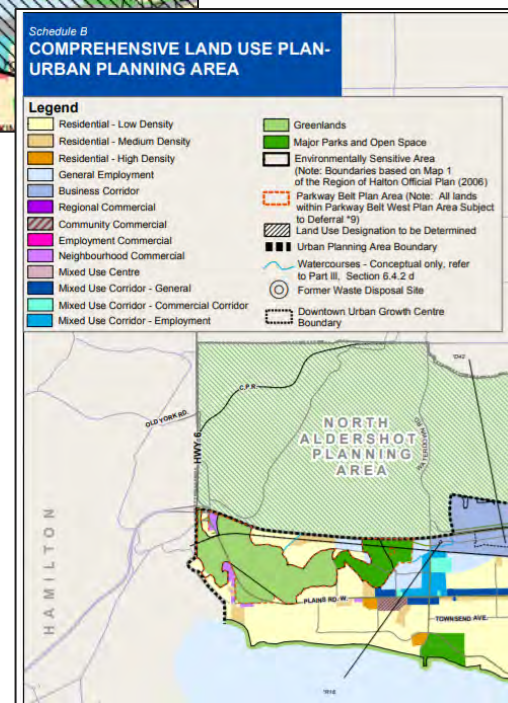 Schedule B
COMPREHENSIVE LAND USE PLAN-
URBAN PLANNING AREA
Legend
Residential - Low Density
Residential - Medium Density
Residential - High Density
General Employment
Business Corridor
Regional Commercial
Community Commercial
Employment Commercial
Neighbourhood Commercial
Mixed Use Centre
Mixed Use Corridor - General
Mixed Use Corridor - Commercial Corridor
Mixed Use Corridor - Employment
Greenlands
Major Parks and Open Space
Environmentally Sensitive Area
(Note: Boundaries based on Map 1
of the Region of Halton Official Plan (2006)
Parkway Belt Plan Area (Note: All lands
within Parkway Belt West Plan Area Subject
to Deferral *9)
Land Use Designation to be Determined
Urban Planning Area Boundary
Watercourses - Conceptual only, refer
to Part III, Section 6.4.2 d
Former Waste Disposal Site
Downtown Urban Growth Centre
Boundary
C.P.R.
OLD YORK RD.
HWY 6
NORTH
ALDERSHOT
PLANNING
AREA
WATERDOWN RD.
HAMILTON
PLAINS RD. W.
TOWNSEND AVE.